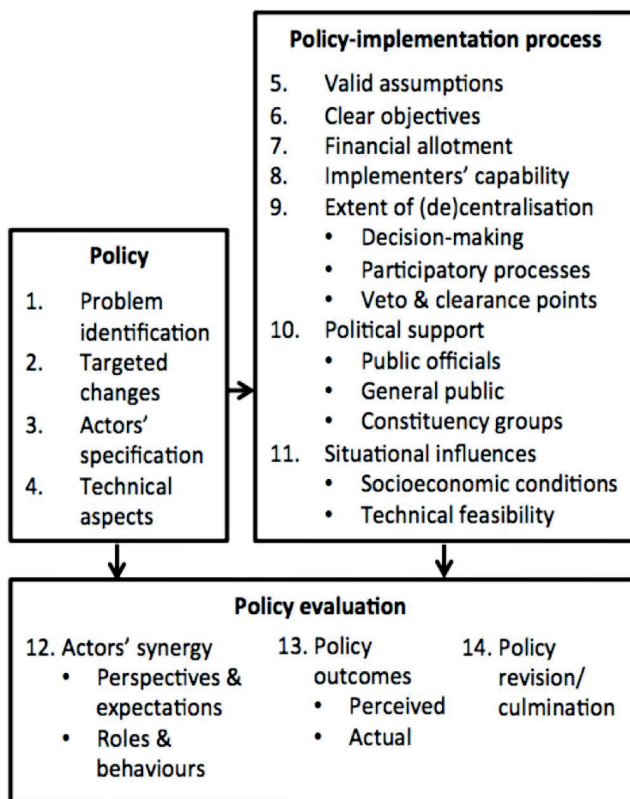 Policy-implementation process
5. Valid assumptions
6. Clear objectives
7. Financial allotment
8. Implementers' capability
9. Extent of (de)centralisation
• Decision-making
• Participatory processes
• Veto & clearance points
10. Political support
• Public officials
• General public
• Constituency groups
11. Situational influences
• Socioeconomic conditions
• Technical feasibility
Policy
1. Problem
identification
2. Targeted
changes
3. Actors'
specification
4. Technical
aspects
Policy evaluation
12. Actors' synergy
• Perspectives &
expectations
• Roles &
behaviours
13. Policy
outcomes
• Perceived
• Actual
14. Policy
revision/
culmination